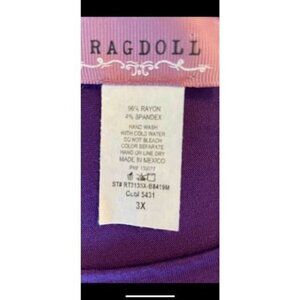 RAGDOLL
96% RAYON
4% SPANDEX
HAND WASH
WITH COLD WATER
DO NOT BLEACH
COLOR SEPARATE
HANG OR LINE DRY
MADE IN MEXICO
3X